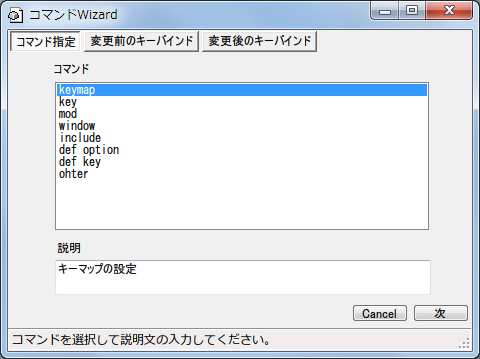 コマンドWizard
コマンド指定 変更前のキーバインド 変更後のキーバインド
コマンド
keymap
key
mod
window
include
def option
def key
ohter
説明
キーマップの設定
Cancel 次
コマンドを選択して説明文の入力してください。